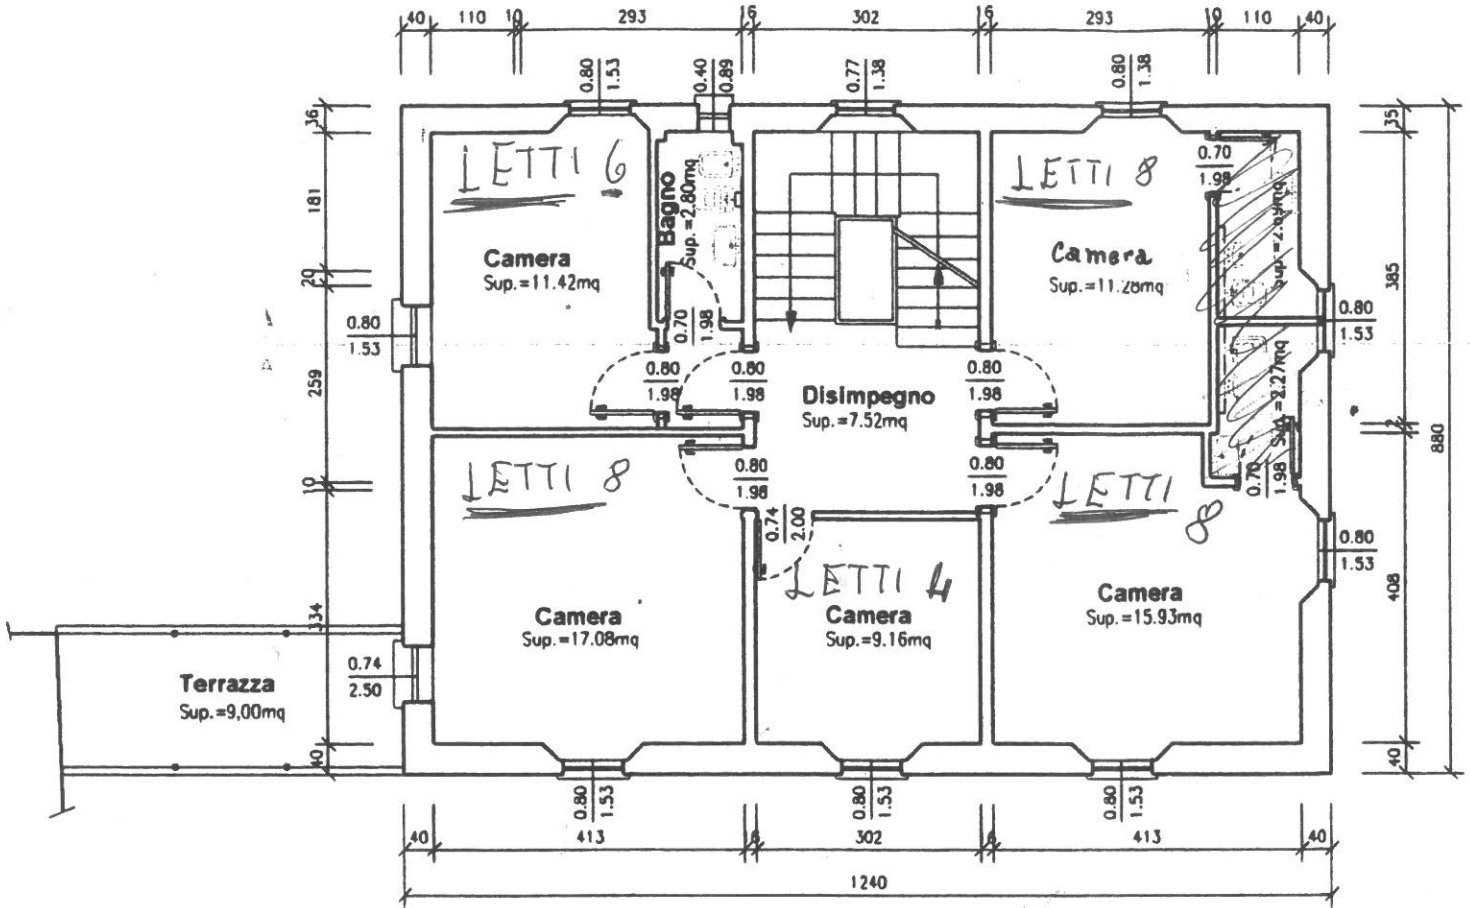 40 110 10 293 16 302 16 293 10 110 40
0.80
1.53
0.40
0.89
0.77
1.38
0.80
1.38
36
181
20
259
10
334
40
35
385
12
408
40
880
LETTI 6
Camera
Sup.=11.42mq
Bagno
Sup.=2.80mq
0.70
1.98
LETTI 8
Camera
Sup.=11.28mq
0.70
1.98
Sup.=2.69mq
Sup.=2.27mq
0.80
1.53
0.80
1.53
0.80
1.98
0.80
1.98
0.80
1.98
Disimpegno
Sup.=7.52mq
LETTI 8
0.80
1.98
0.80
1.98
0.70
1.98
LETTI
8
0.74
2.00
0.80
1.53
LETTI 4
Camera
Sup.=17.08mq
Camera
Sup.=9.16mq
Camera
Sup.=15.93mq
Terrazza
Sup.=9,00mq
0.74
2.50
0.80
1.53
0.80
1.53
0.80
1.53
40 413 16 302 16 413 40
1240